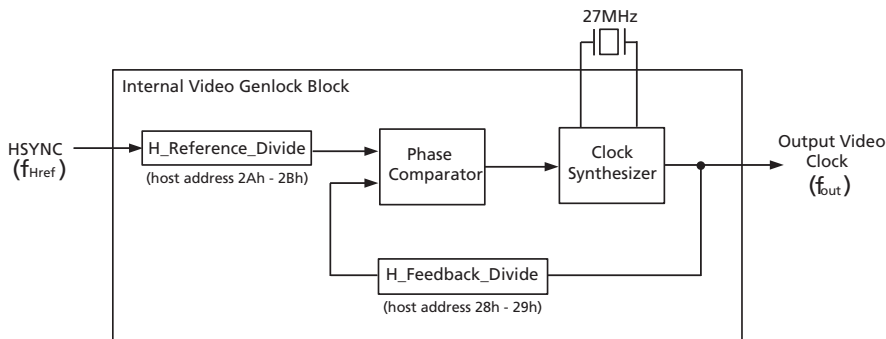 27MHz
Internal Video Genlock Block
HSYNC
(fHref)
H_Reference_Divide
(host address 2Ah - 2Bh)
Phase
Comparator
Clock
Synthesizer
Output Video
Clock
(fout)
H_Feedback_Divide
(host address 28h - 29h)